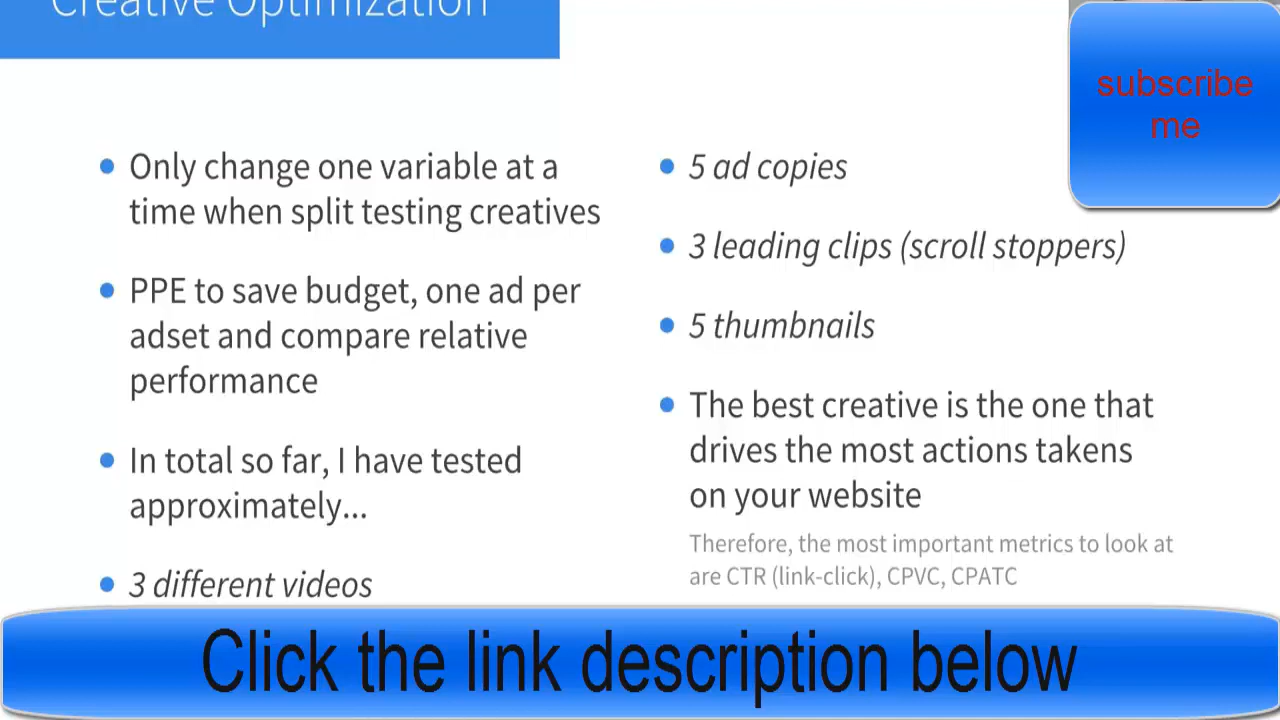 Creative Optimization
subscribe
me
Only change one variable at a
time when split testing creatives
PPE to save budget, one ad per
adset and compare relative
performance
In total so far, I have tested
approximately...
3 different videos
5 ad copies
3 leading clips (scroll stoppers)
5 thumbnails
The best creative is the one that
drives the most actions takens
on your website
Therefore, the most important metrics to look at
are CTR (link-click), CPVC, CPATC
Click the link description below